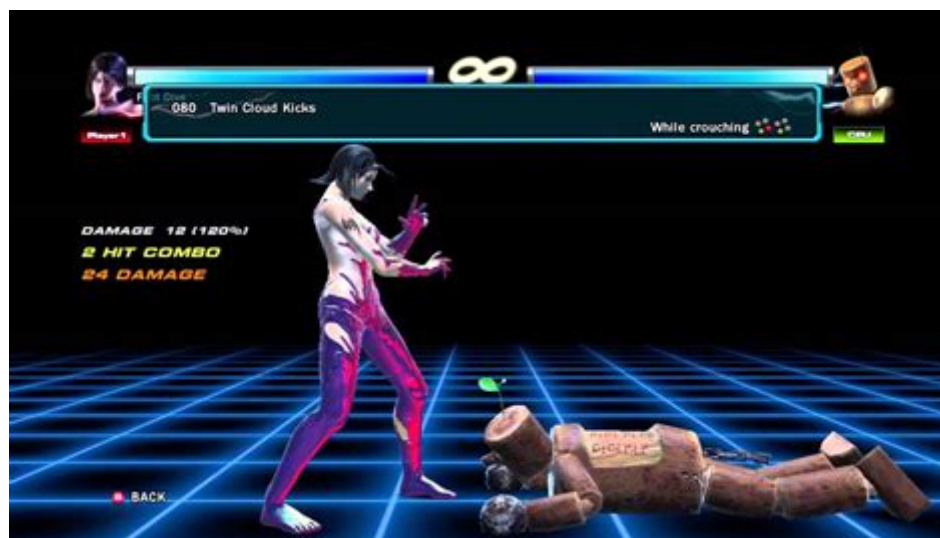 080 Twin Cloud Kicks
While crouching
Player 1
CPU
DAMAGE 12 (120%)
2 HIT COMBO
24 DAMAGE
BACK